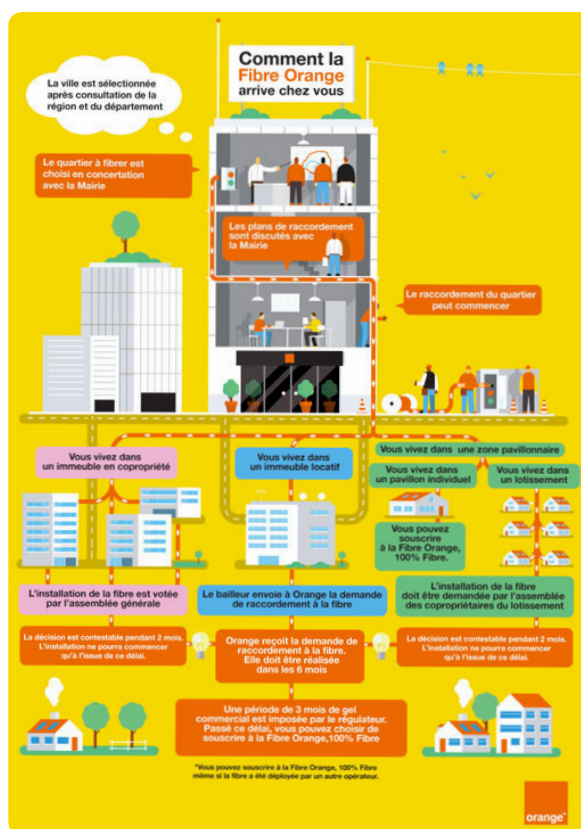 Comment la
Fibre Orange
arrive chez vous
La ville est sélectionnée
après consultation de la
région et du département
Le quartier à fibrer est
choisi en concertation
avec la Mairie
Les plans de raccordement
sont discutés avec
la Mairie
Le raccordement du quartier
peut commencer
Vous vivez dans
un immeuble en copropriété
Vous vivez dans
un immeuble locatif
Vous vivez dans une zone pavillonnaire
Vous vivez dans
un pavillon individuel
Vous vivez dans
un lotissement
Vous pouvez
souscrire
à la Fibre Orange,
100% Fibre.
L'installation de la fibre est votée
par l'assemblée générale
Le bailleur envoie à Orange la demande
de raccordement à la fibre
L'installation de la fibre
doit être demandée par l'assemblée
des copropriétaires du lotissement
La décision est contestable pendant 2 mois.
L'installation ne pourra commencer
qu'à l'issue de ce délai.
Orange reçoit la demande de
raccordement à la fibre.
Elle doit être réalisée
dans les 6 mois
La décision est contestable pendant 2 mois.
L'installation ne pourra commencer
qu'à l'issue de ce délai.
Une période de 3 mois de gel
commercial est imposée par le régulateur.
Passé ce délai, vous pouvez choisir de
souscrire à la Fibre Orange,100% Fibre
*Vous pouvez souscrire à la Fibre Orange, 100% Fibre
même si la fibre a été déployée par un autre opérateur.
orange™